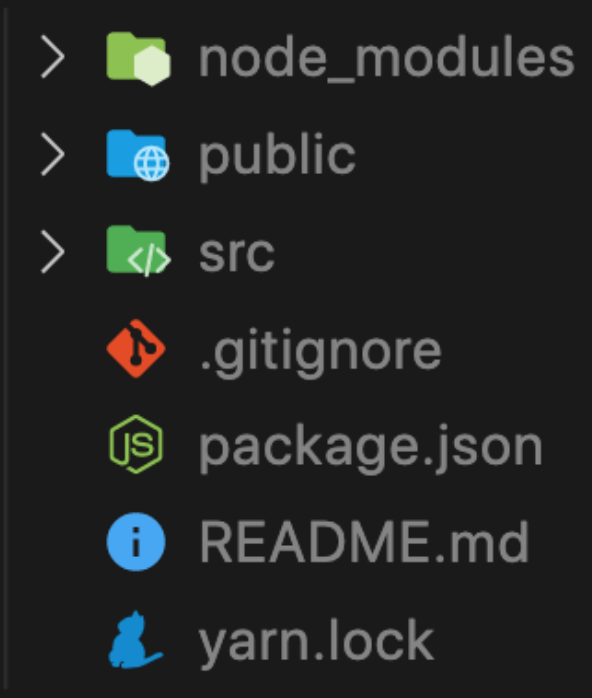 node_modules
public
src
.gitignore
package.json
README.md
yarn.lock